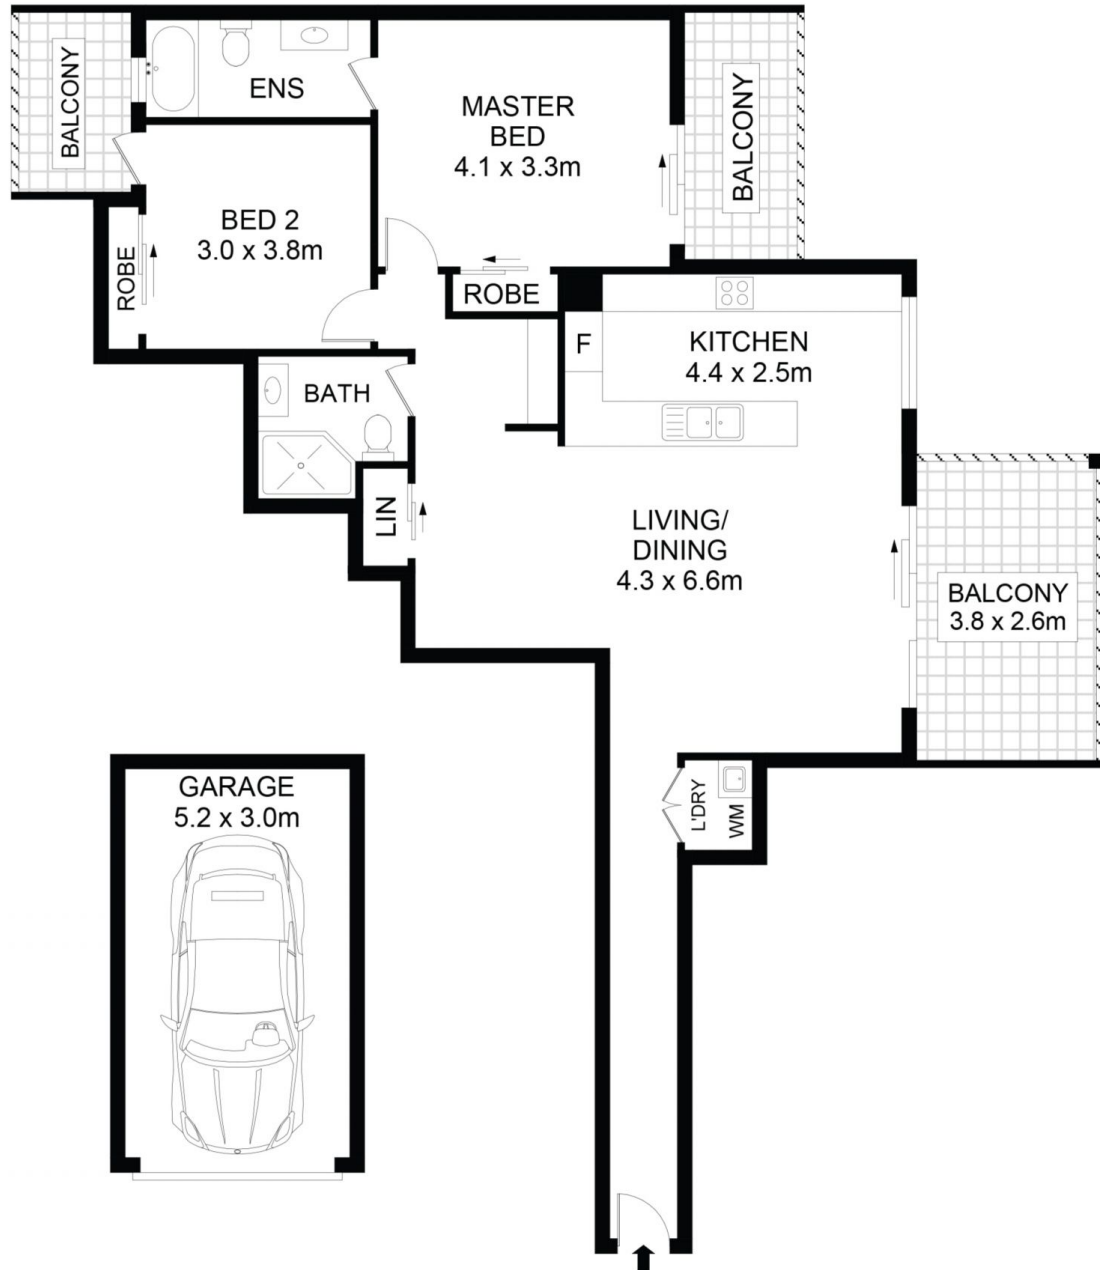 BALCONY
ENS
MASTER
BED
4.1 x 3.3m
BALCONY
BED 2
3.0 x 3.8m
ROBE
ROBE
F
KITCHEN
4.4 x 2.5m
BATH
LIN
LIVING/
DINING
4.3 x 6.6m
BALCONY
3.8 x 2.6m
GARAGE
5.2 x 3.0m
L'DRY
WM